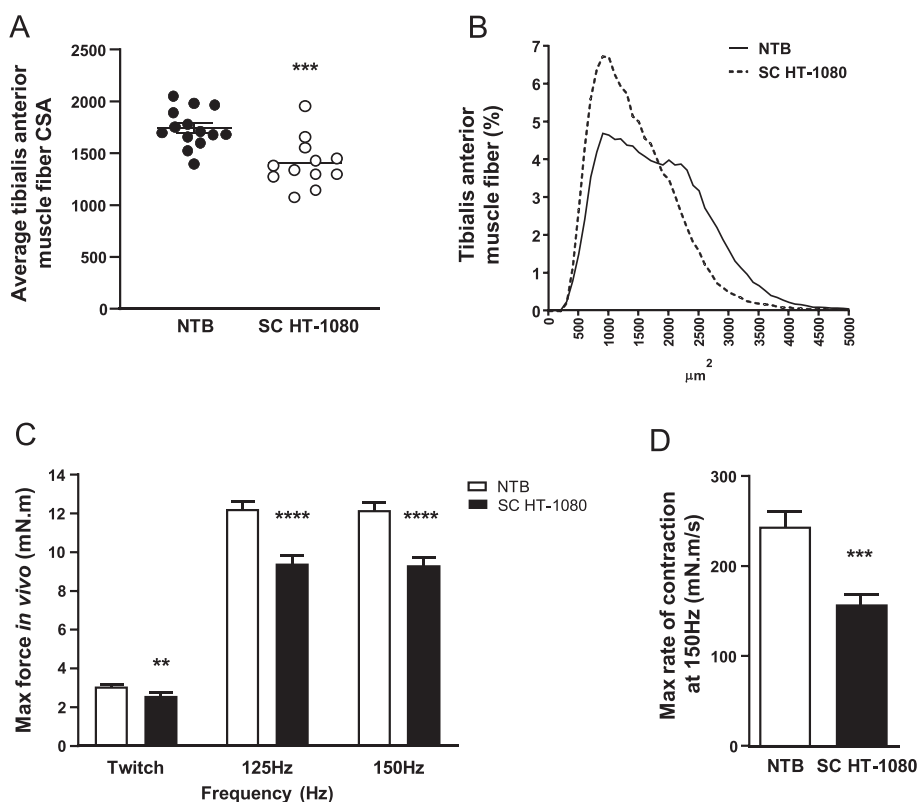 A
Average tibialis anterior
muscle fiber CSA
2500
2000
1500
1000
500
0
***
NTB
SC HT-1080
B
Tibialis anterior
muscle fiber (%)
7
6
5
4
3
2
1
0
NTB
SC HT-1080
0
500
1000
1500
2000
2500
3000
3500
4000
4500
5000
μm²
C
Max force in vivo (mN.m)
14
12
10
8
6
4
2
0
**
****
****
NTB
SC HT-1080
Twitch
125Hz
150Hz
Frequency (Hz)
D
Max rate of contraction
at 150Hz (mN.m/s)
300
200
100
0
***
NTB
SC HT-1080